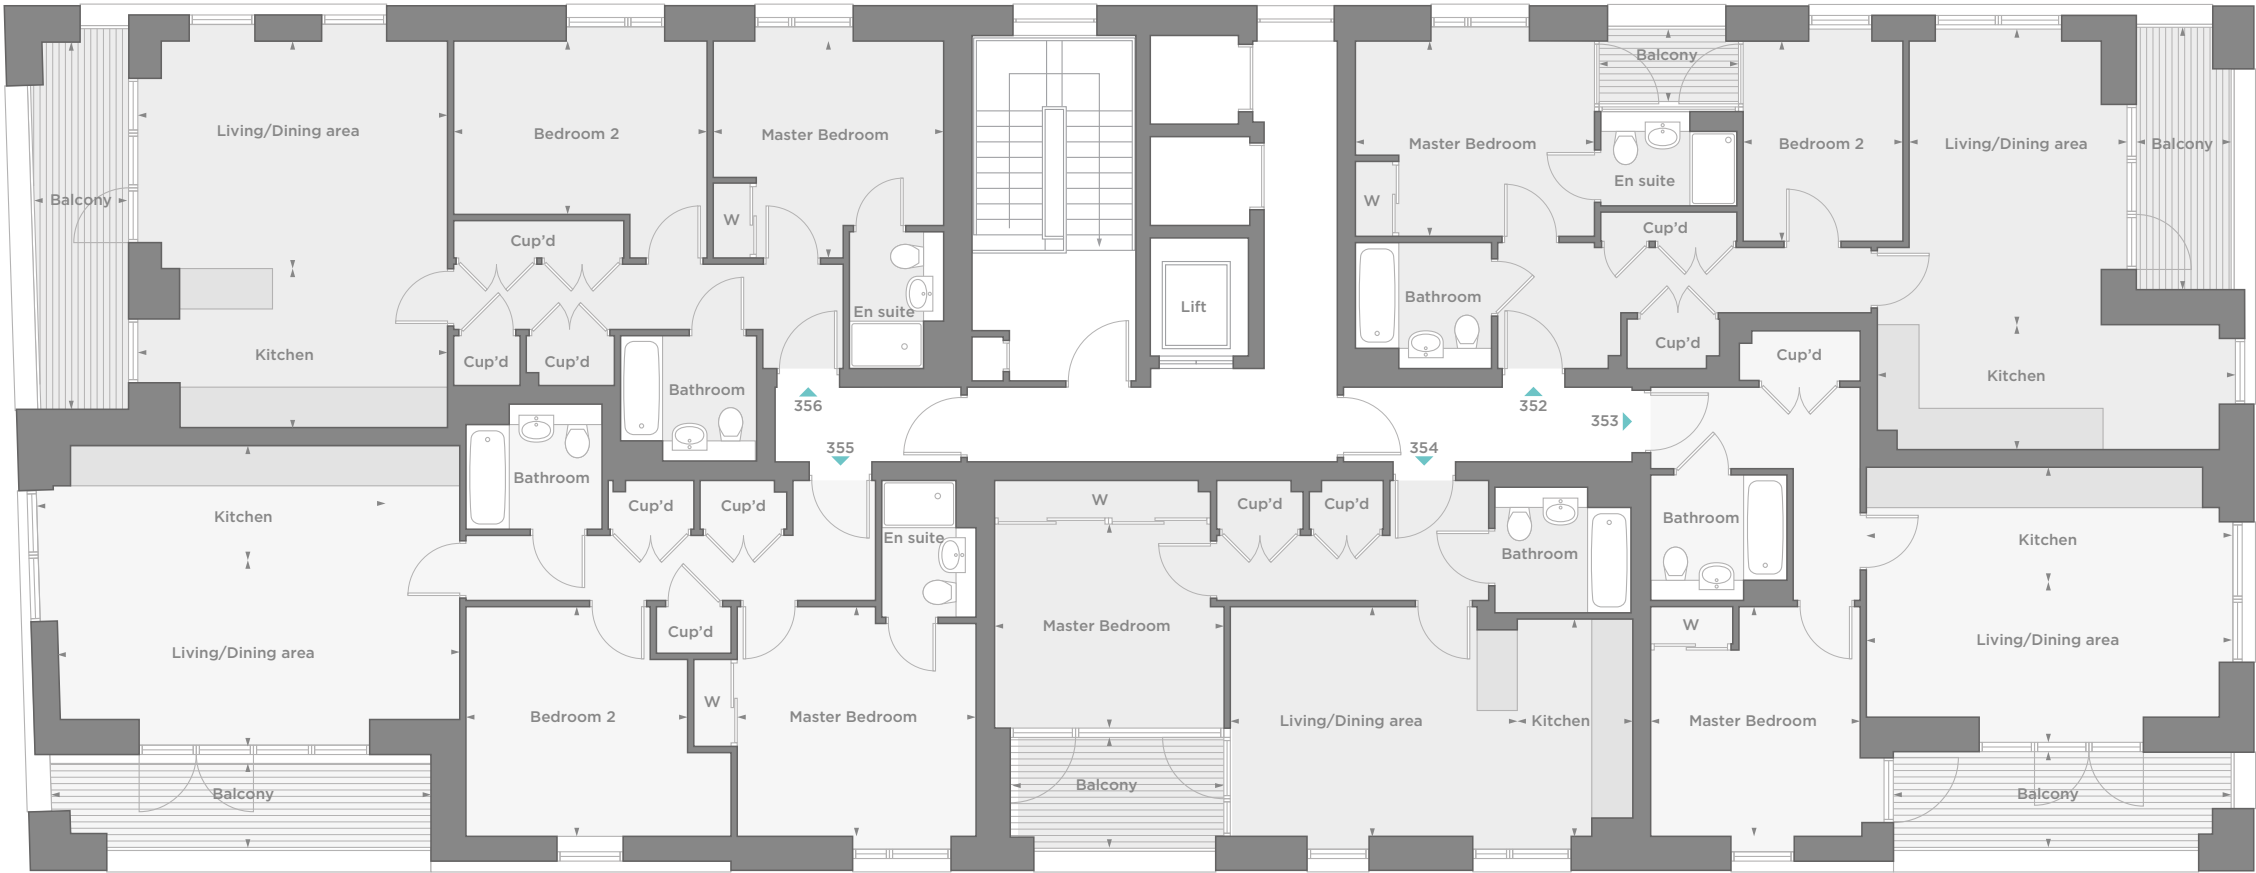 Living/Dining area
Balcony
Kitchen
Bedroom 2
Master Bedroom
W
Cup'd
Cup'd
Cup'd
Bathroom
En suite
356
Lift
Master Bedroom
W
Balcony
En suite
Bedroom 2
Living/Dining area
Balcony
Cup'd
Bathroom
Cup'd
Kitchen
352
Cup'd
353
355
354
Kitchen
Living/Dining area
Balcony
Bathroom
Cup'd
Cup'd
En suite
Cup'd
Bedroom 2
W
Master Bedroom
W
Cup'd
Cup'd
Bathroom
Master Bedroom
Living/Dining area
Kitchen
Balcony
Bathroom
W
Master Bedroom
Kitchen
Living/Dining area
Balcony